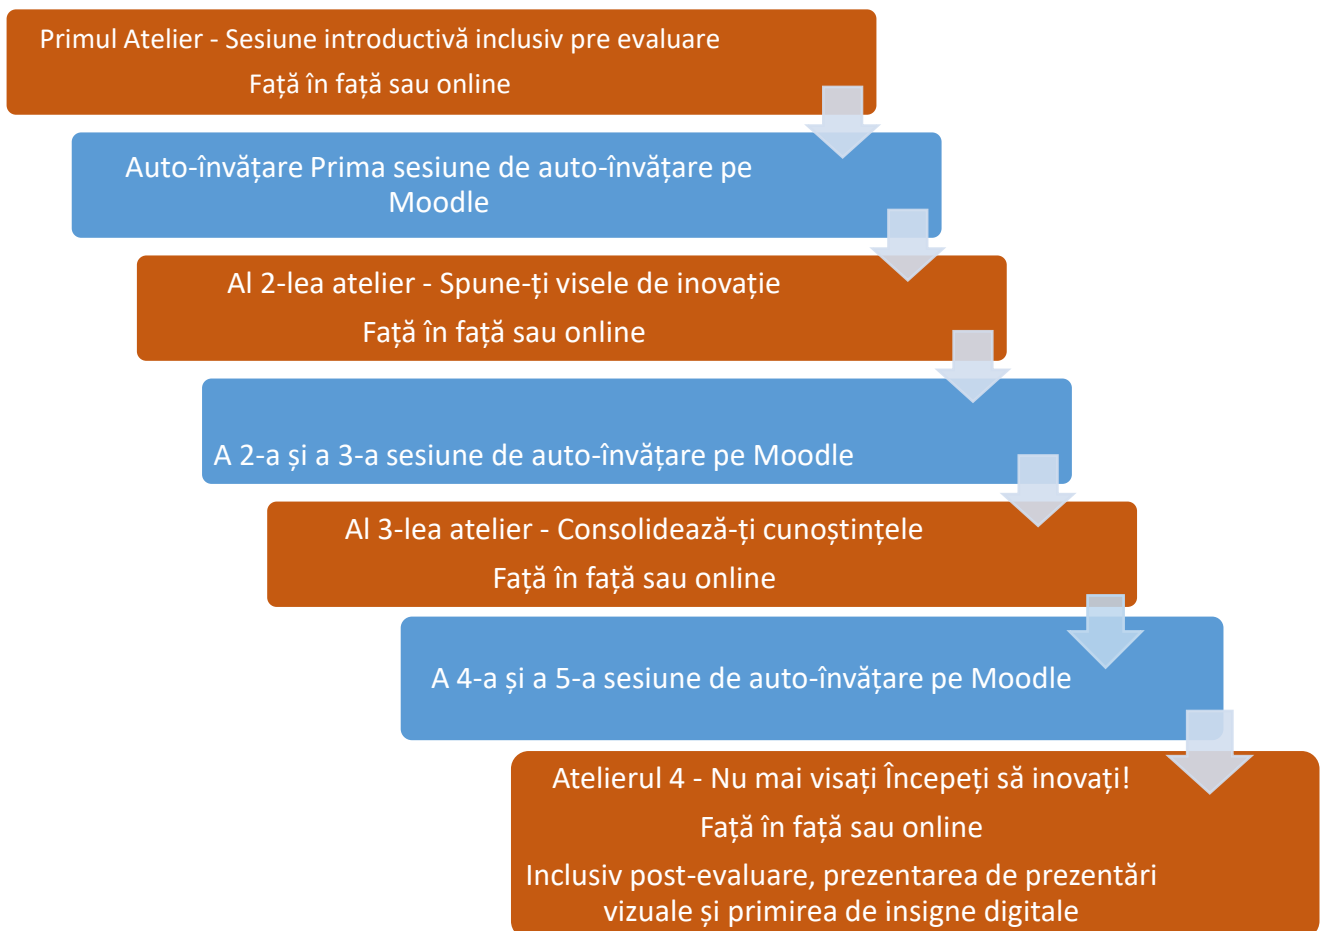 Primul Atelier - Sesiune introductivă inclusiv pre evaluare
Față în față sau online
Auto-învățare Prima sesiune de auto-învățare pe
Moodle
Al 2-lea atelier - Spune-ți visele de inovație
Față în față sau online
A 2-a și a 3-a sesiune de auto-învățare pe Moodle
Al 3-lea atelier - Consolidează-ți cunoștințele
Față în față sau online
A 4-a și a 5-a sesiune de auto-învățare pe Moodle
Atelierul 4 - Nu mai visați Începeți să inovați!
Față în față sau online
Inclusiv post-evaluare, prezentarea de prezentări
vizuale și primirea de insigne digitale